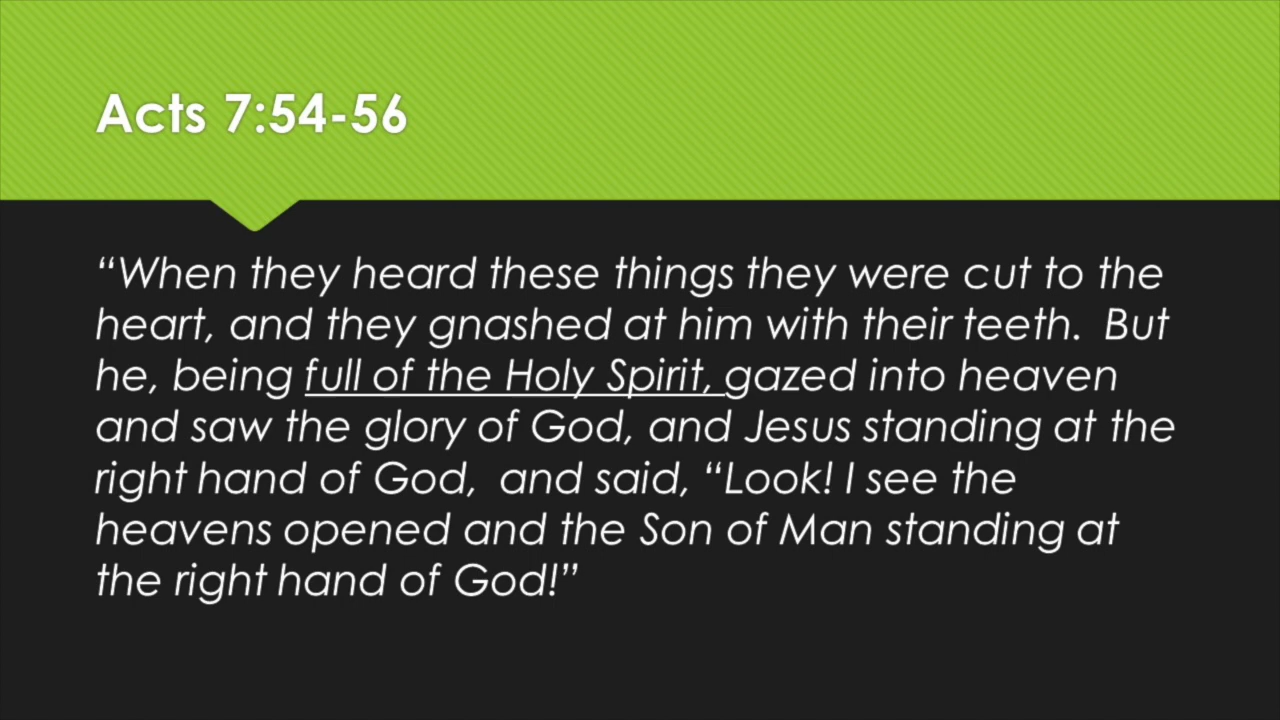 Acts 7:54-56
“When they heard these things they were cut to the
heart, and they gnashed at him with their teeth.  But
he, being full of the Holy Spirit, gazed into heaven
and saw the glory of God, and Jesus standing at the
right hand of God,  and said, “Look! I see the
heavens opened and the Son of Man standing at
the right hand of God!”